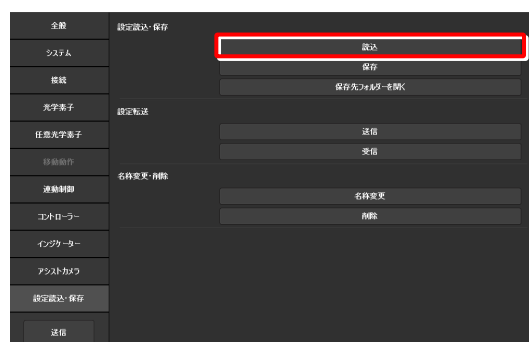 全般
システム
接続
光学素子
任意光学素子
移動動作
連動制御
コントローラー
インジケーター
アシストカメラ
設定読込・保存
送信
設定読込・保存
読込
保存
保存先フォルダーを開く
設定転送
送信
受信
名称変更・削除
名称変更
削除